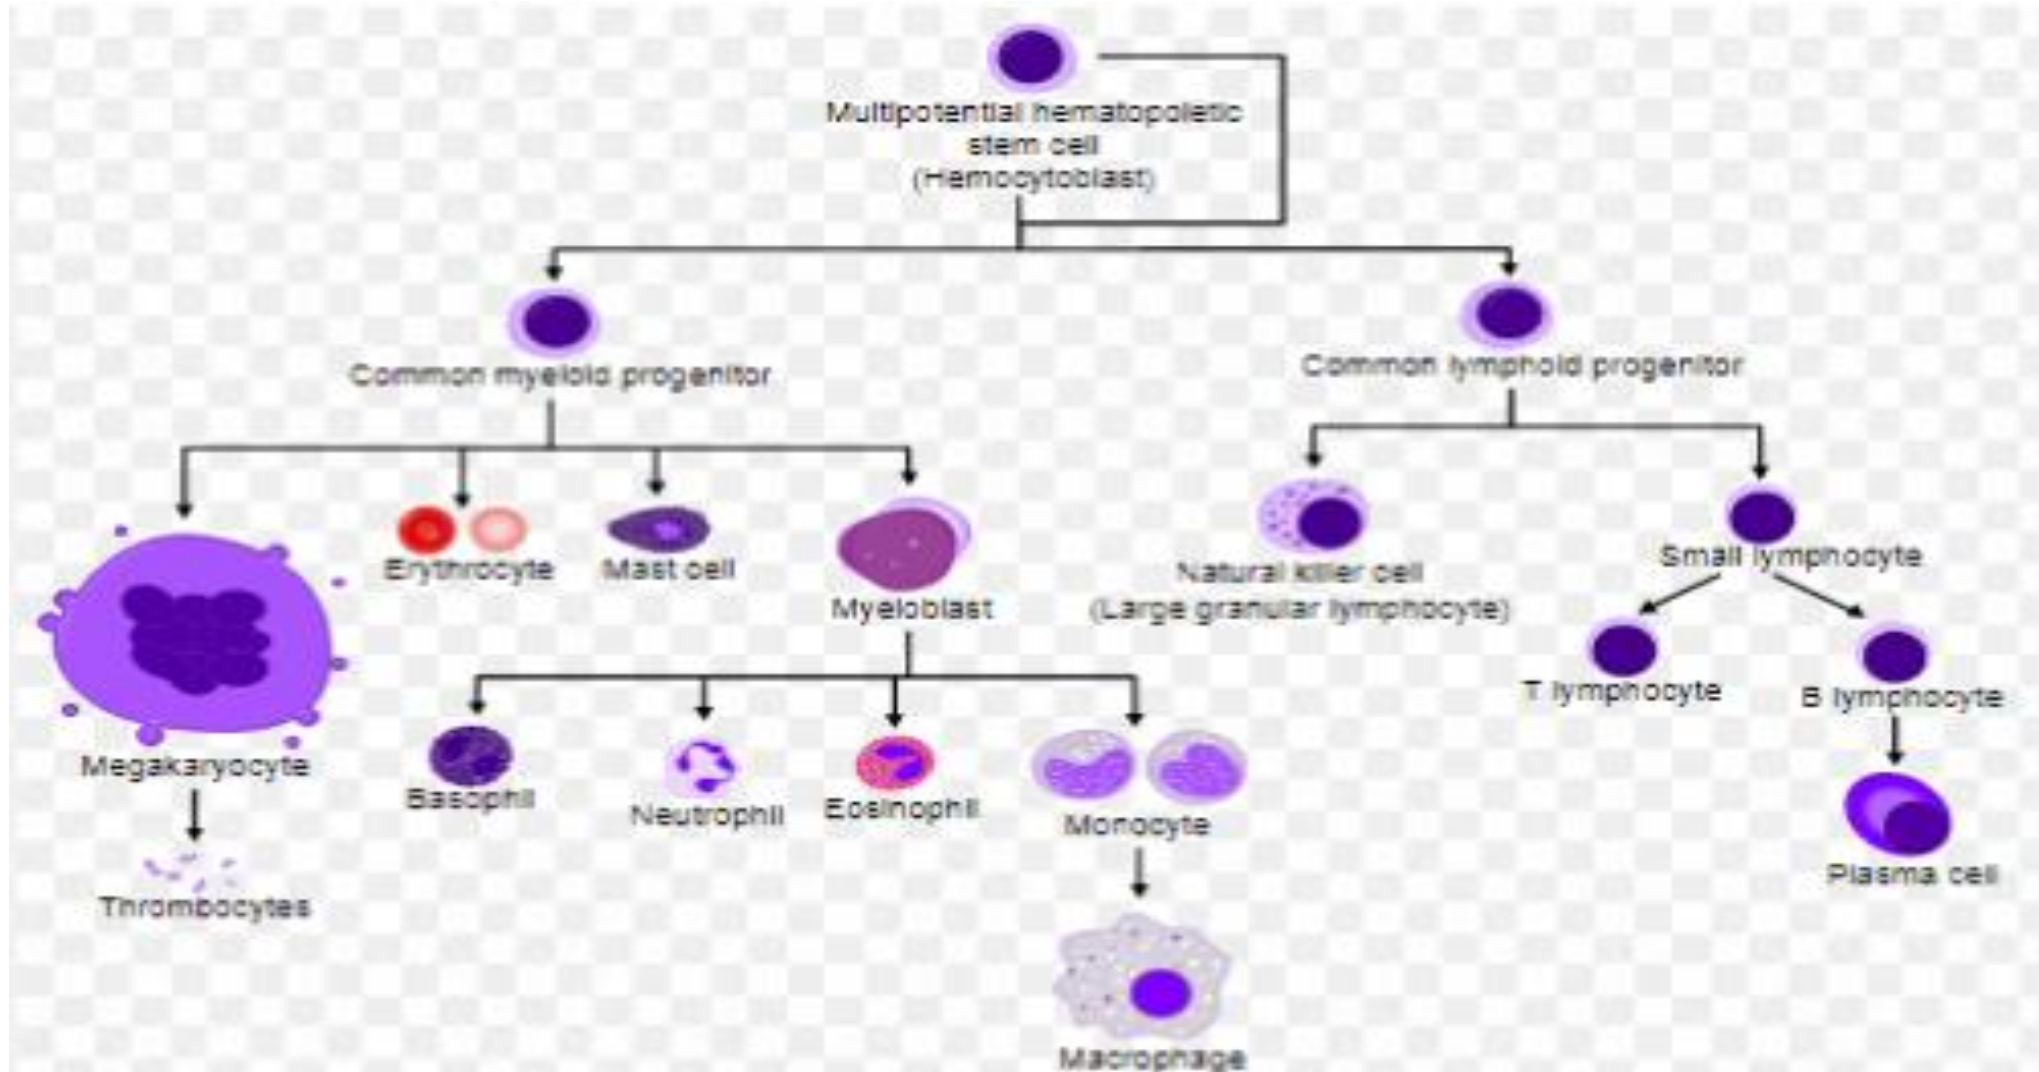 Multipotential hematopoietic
stem cell
(Hemocytoblast)
Common myeloid progenitor
Common lymphoid progenitor
Erythrocyte
Mast cell
Myeloblast
Natural killer cell
(Large granular lymphocyte)
Small lymphocyte
T lymphocyte
B lymphocyte
Megakaryocyte
Basophil
Neutrophil
Eosinophil
Monocyte
Plasma cell
Thrombocytes
Macrophage